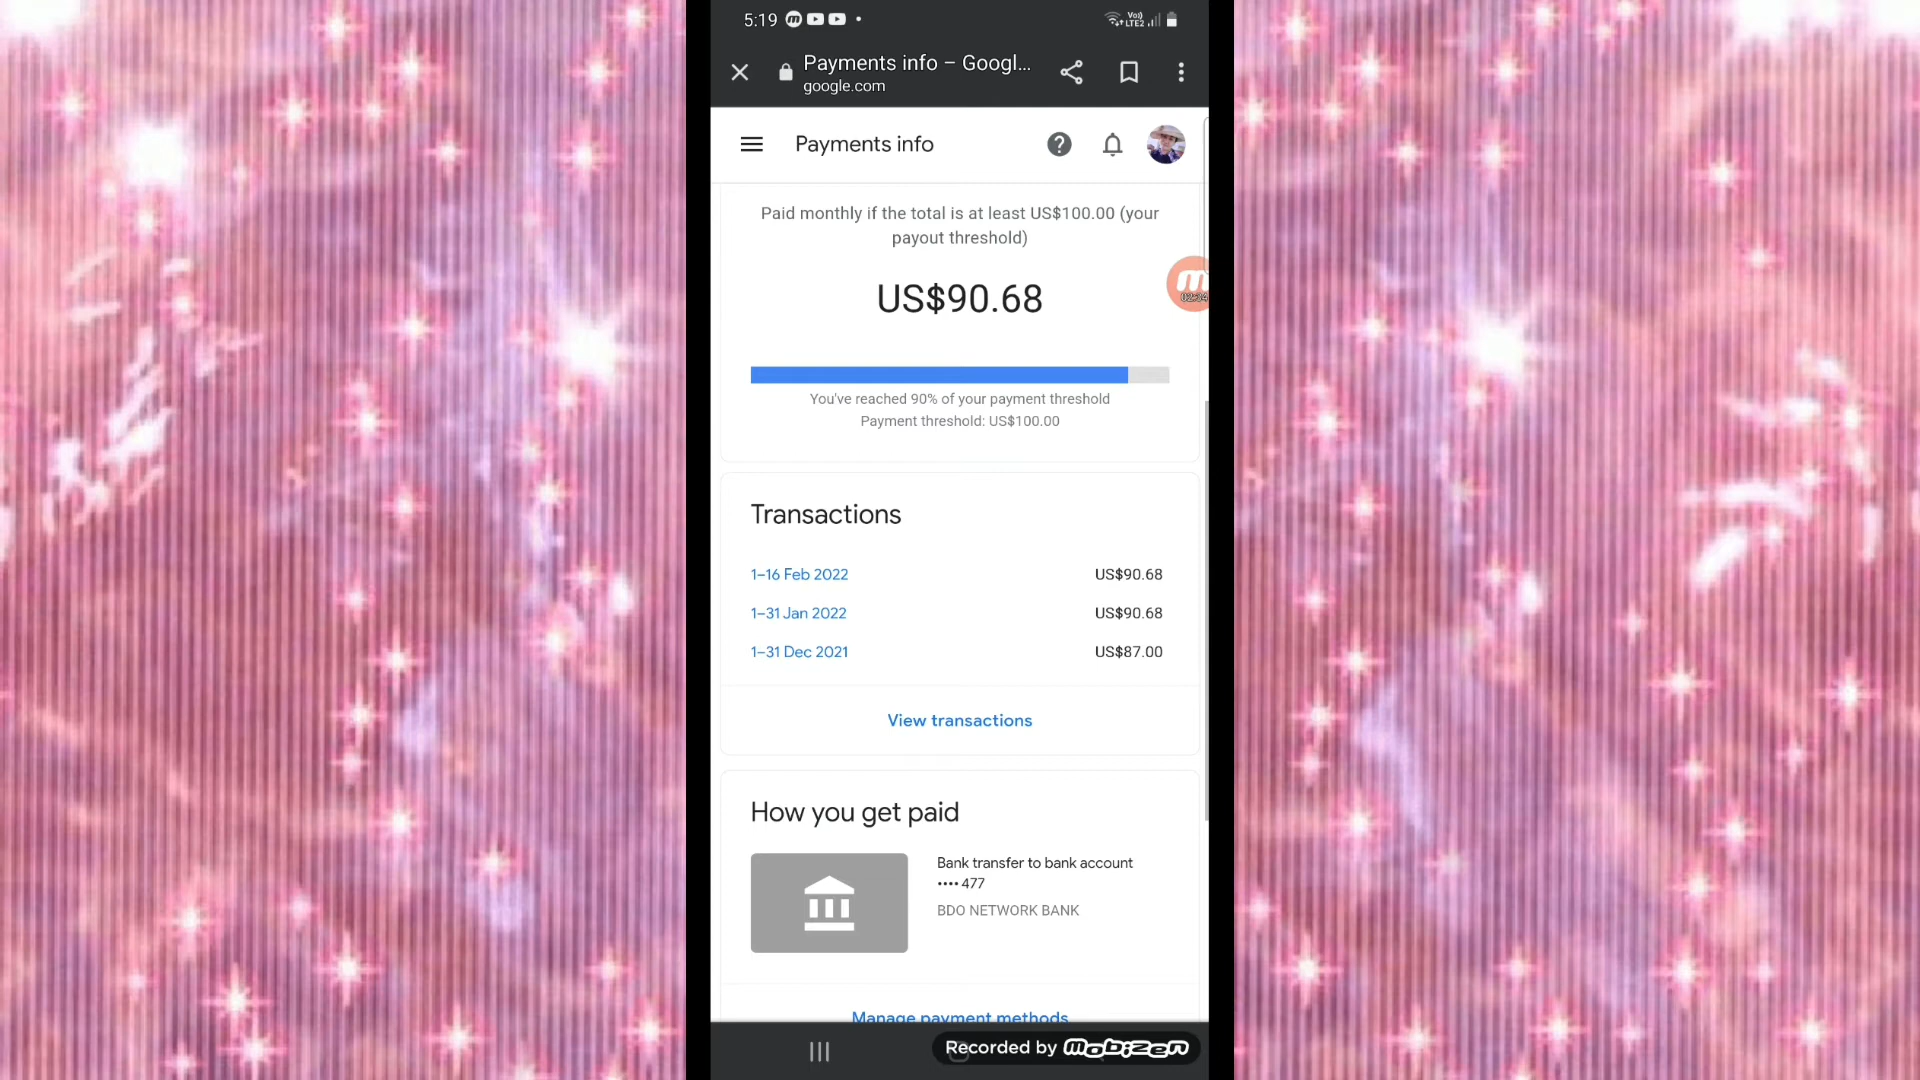 5:19
Vo)) LTE2
Payments info – Googl...
google.com
Payments info
Paid monthly if the total is at least US$100.00 (your
payout threshold)
US$90.68
02:34
You've reached 90% of your payment threshold
Payment threshold: US$100.00
Transactions
1–16 Feb 2022 US$90.68
1–31 Jan 2022 US$90.68
1–31 Dec 2021 US$87.00
View transactions
How you get paid
Bank transfer to bank account
•••• 477
BDO NETWORK BANK
Manage payment methods
Recorded by mobizen